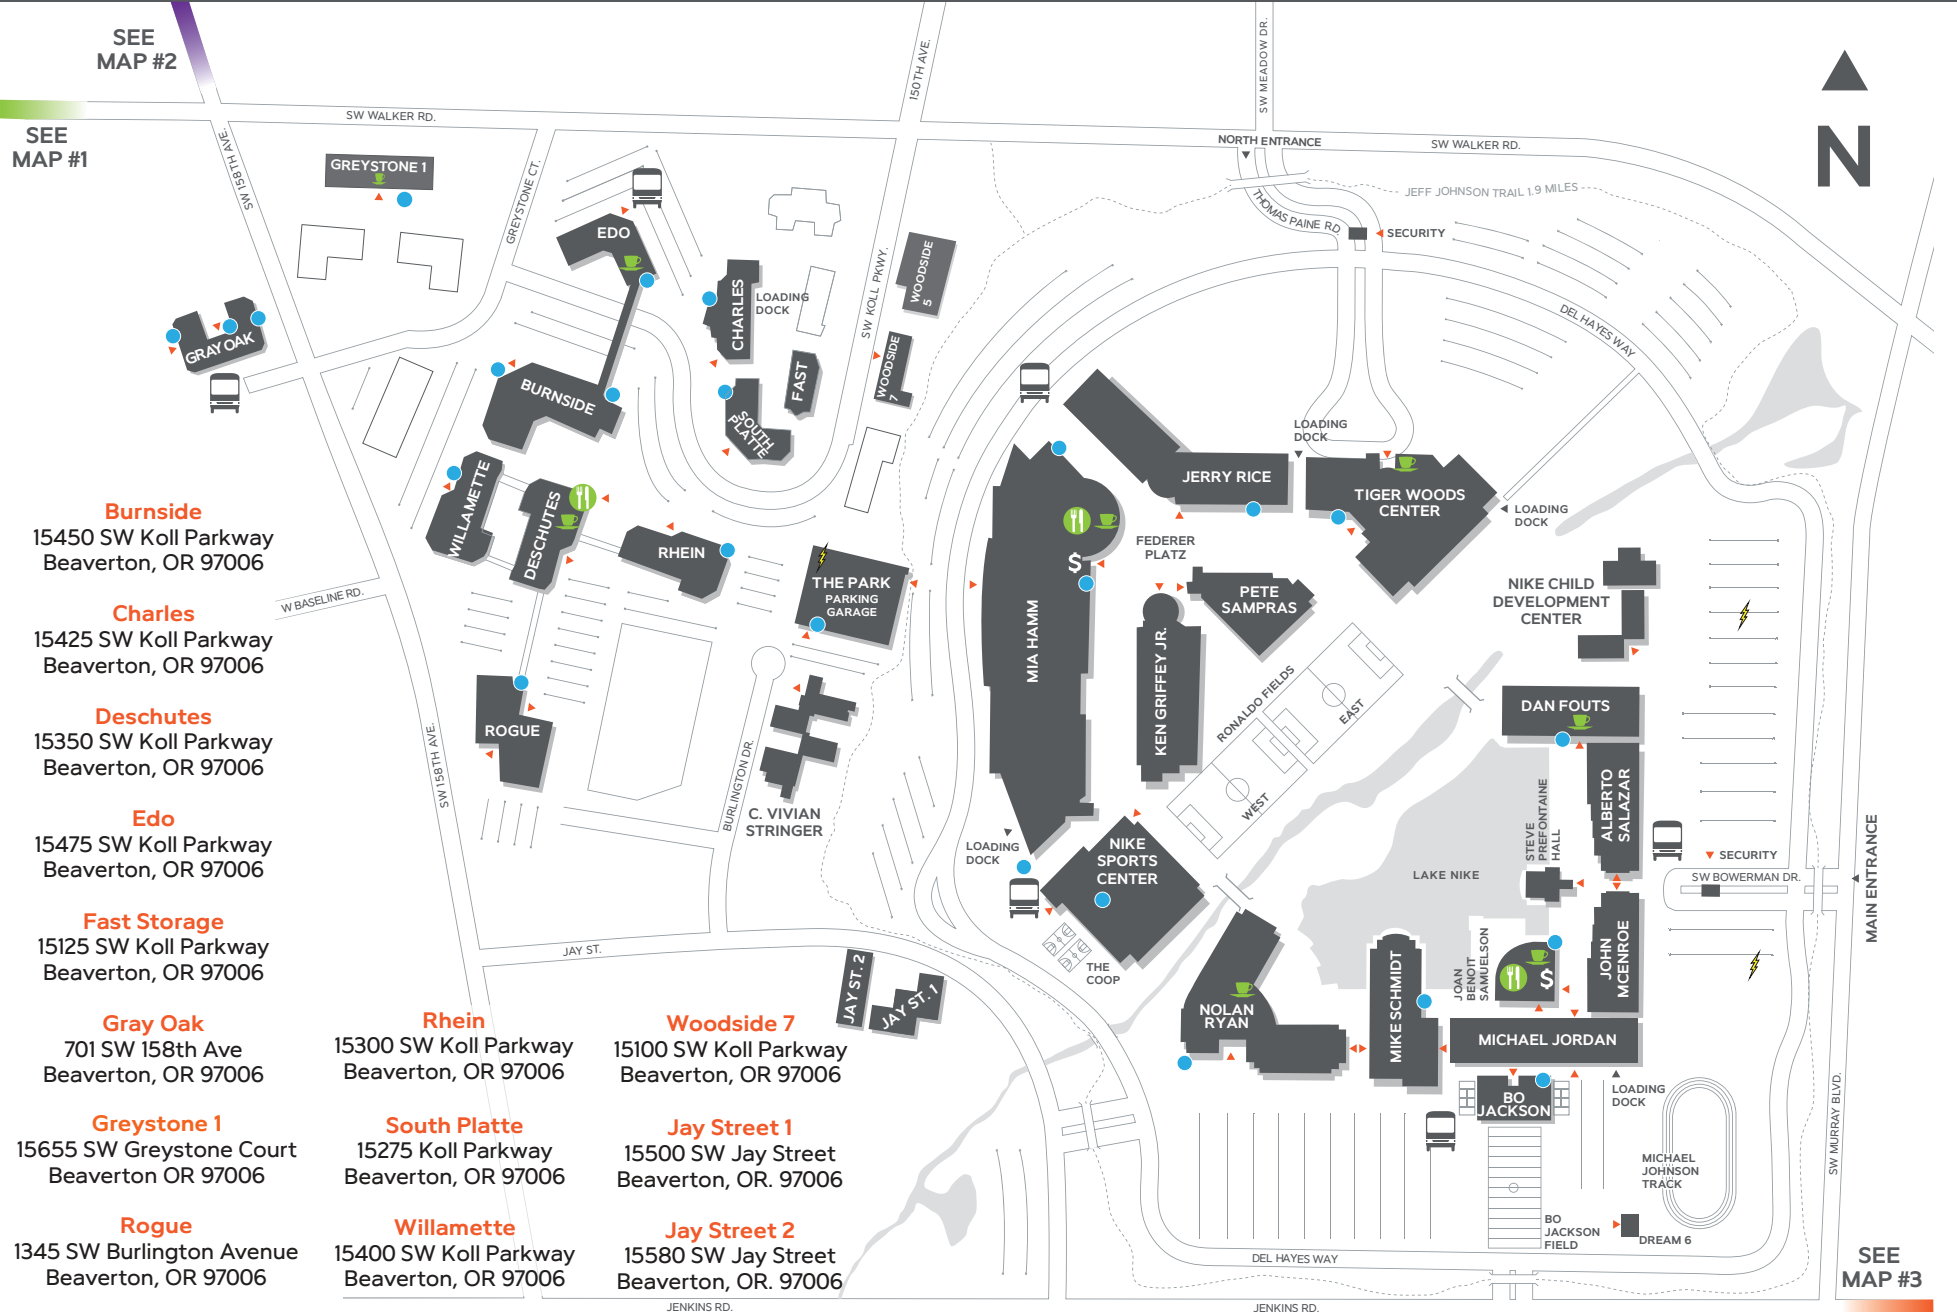 SEE
MAP #2
SEE
MAP #1
SW WALKER RD.
SW 158TH AVE.
GREYSTONE 1
GREYSTONE CT.
150TH AVE.
SW MEADOW DR.
NORTH ENTRANCE
SW WALKER RD.
N
JEFF JOHNSON TRAIL 1.9 MILES
THOMAS PAINE RD.
SECURITY
EDO
CHARLES
LOADING
DOCK
SW KOLL PKWY.
WOODSIDE
5
WOODSIDE
7
FAST
SOUTH
PLATTE
GRAY OAK
BURNSIDE
DEL HAYES WAY
WILLAMETTE
DESCHUTES
RHEIN
THE PARK
PARKING
GARAGE
W BASELINE RD.
ROGUE
SW 158TH AVE.
BURLINGTON DR.
C. VIVIAN
STRINGER
JERRY RICE
LOADING
DOCK
TIGER WOODS
CENTER
LOADING
DOCK
FEDERER
PLATZ
$
MIA HAMM
PETE
SAMPRAS
KEN GRIFFEY JR.
RONALDO FIELDS
EAST
WEST
NIKE CHILD
DEVELOPMENT
CENTER
DAN FOUTS
ALBERTO
SALAZAR
STEVE
PREFONTAINE
HALL
LAKE NIKE
SECURITY
SW BOWERMAN DR.
MAIN ENTRANCE
LOADING
DOCK
NIKE
SPORTS
CENTER
THE
COOP
JOHN
MCENROE
JOAN
BENOIT
SAMUELSON
$
MIKE SCHMIDT
NOLAN
RYAN
MICHAEL JORDAN
BO
JACKSON
LOADING
DOCK
MICHAEL
JOHNSON
TRACK
BO
JACKSON
FIELD
DREAM 6
SW MURRAY BLVD.
DEL HAYES WAY
JAY ST.
JAY ST. 2
JAY ST. 1
JENKINS RD.
JENKINS RD.
SEE
MAP #3
Burnside
15450 SW Koll Parkway
Beaverton, OR 97006
Charles
15425 SW Koll Parkway
Beaverton, OR 97006
Deschutes
15350 SW Koll Parkway
Beaverton, OR 97006
Edo
15475 SW Koll Parkway
Beaverton, OR 97006
Fast Storage
15125 SW Koll Parkway
Beaverton, OR 97006
Gray Oak
701 SW 158th Ave
Beaverton, OR 97006
Greystone 1
15655 SW Greystone Court
Beaverton OR 97006
Rogue
1345 SW Burlington Avenue
Beaverton, OR 97006
Rhein
15300 SW Koll Parkway
Beaverton, OR 97006
South Platte
15275 Koll Parkway
Beaverton, OR 97006
Willamette
15400 SW Koll Parkway
Beaverton, OR 97006
Woodside 7
15100 SW Koll Parkway
Beaverton, OR 97006
Jay Street 1
15500 SW Jay Street
Beaverton, OR. 97006
Jay Street 2
15580 SW Jay Street
Beaverton, OR. 97006